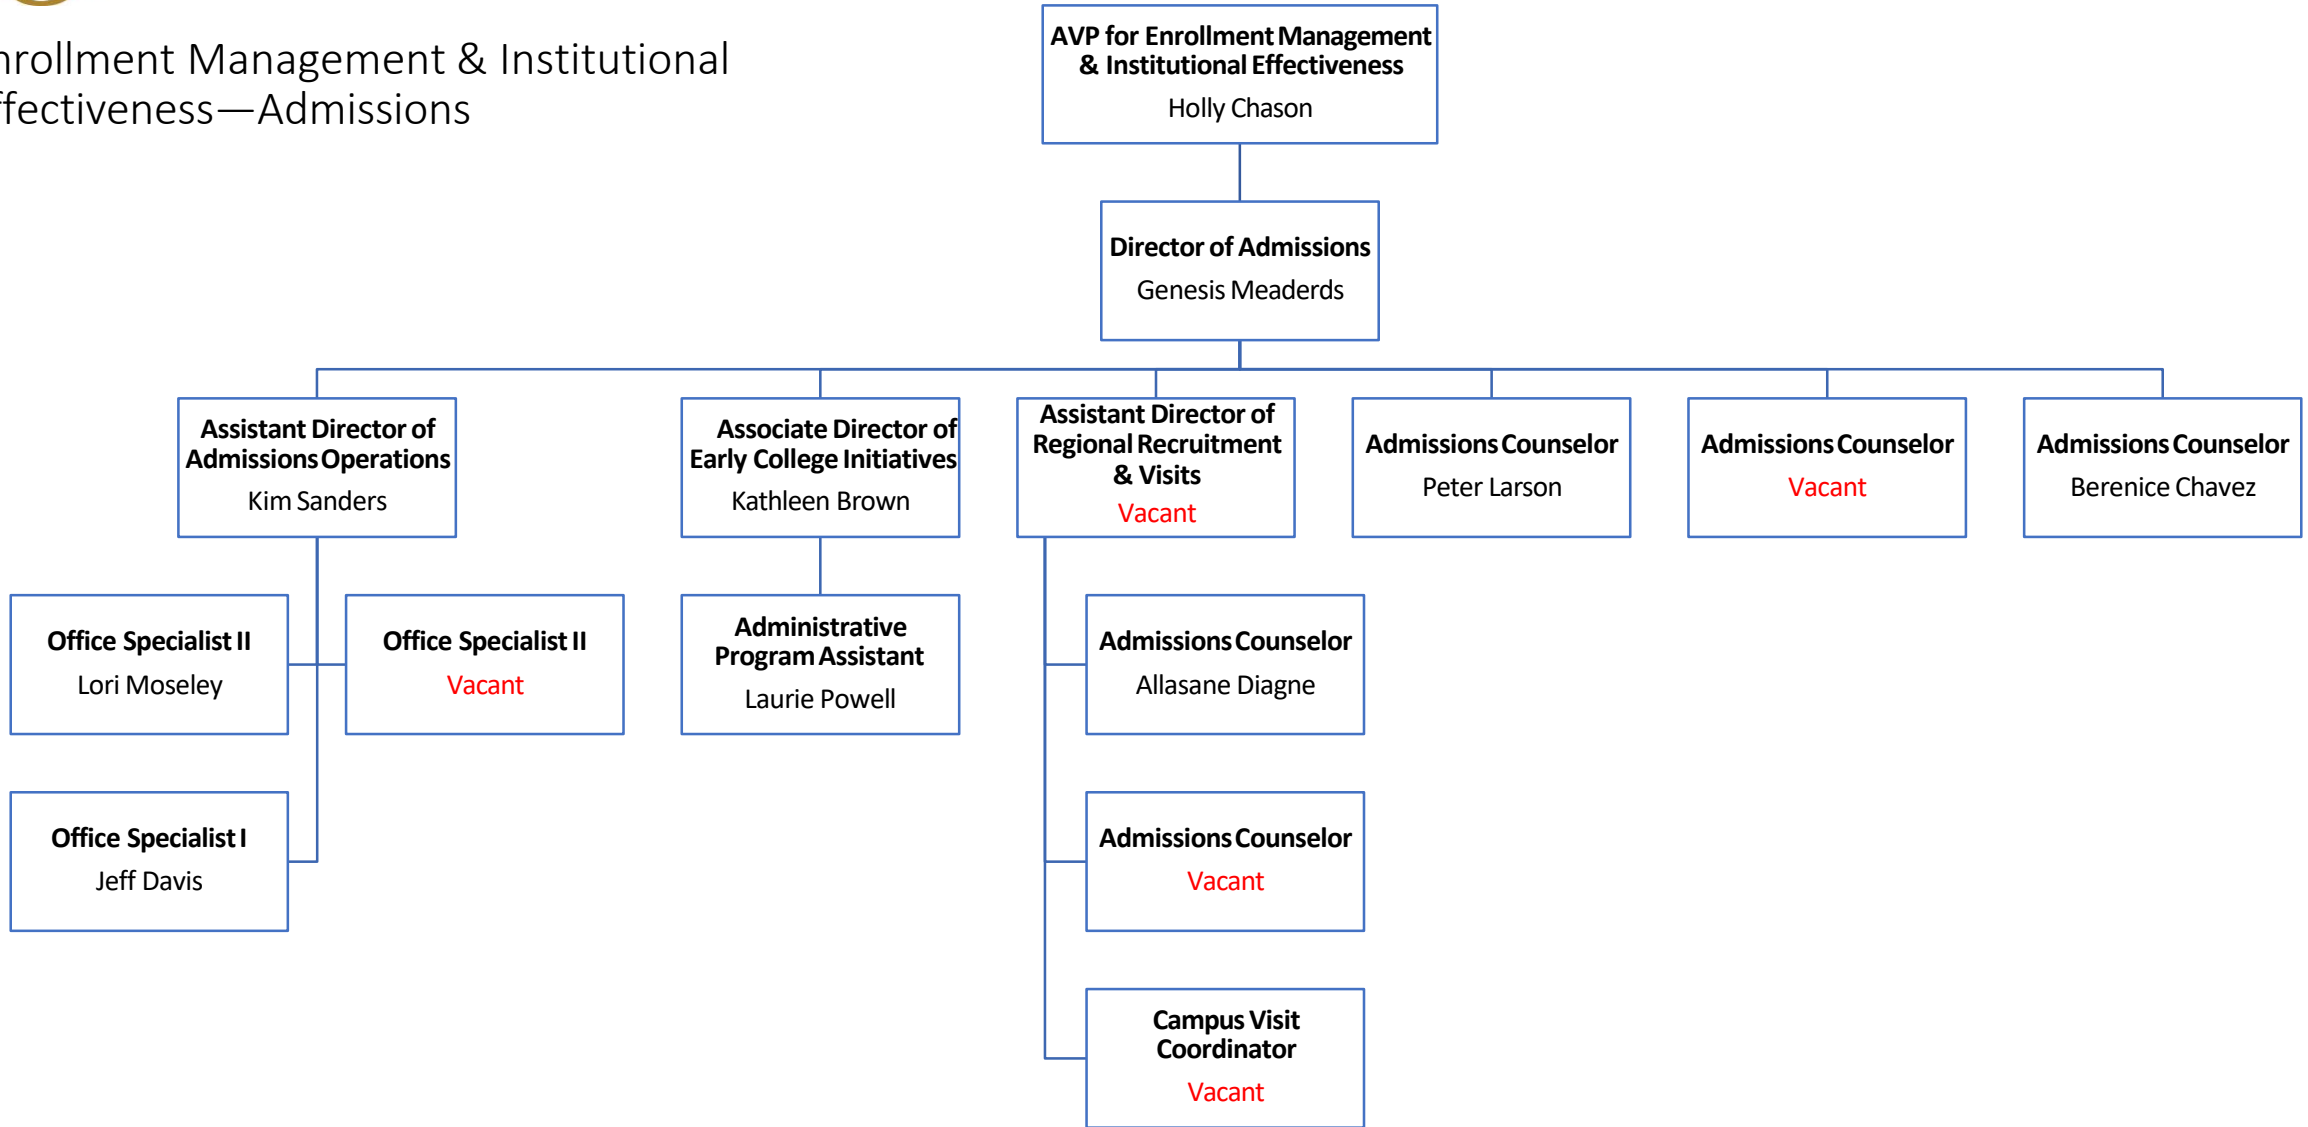 nrollment Management & Institutional
ffectiveness—Admissions
AVP for Enrollment Management
& Institutional Effectiveness
Holly Chason
Director of Admissions
Genesis Meaderds
Assistant Director of
Admissions Operations
Kim Sanders
Associate Director of
Early College Initiatives
Kathleen Brown
Assistant Director of
Regional Recruitment
& Visits
Vacant
Admissions Counselor
Peter Larson
Admissions Counselor
Vacant
Admissions Counselor
Berenice Chavez
Office Specialist II
Lori Moseley
Office Specialist II
Vacant
Administrative
Program Assistant
Laurie Powell
Admissions Counselor
Allasane Diagne
Office Specialist I
Jeff Davis
Admissions Counselor
Vacant
Campus Visit
Coordinator
Vacant